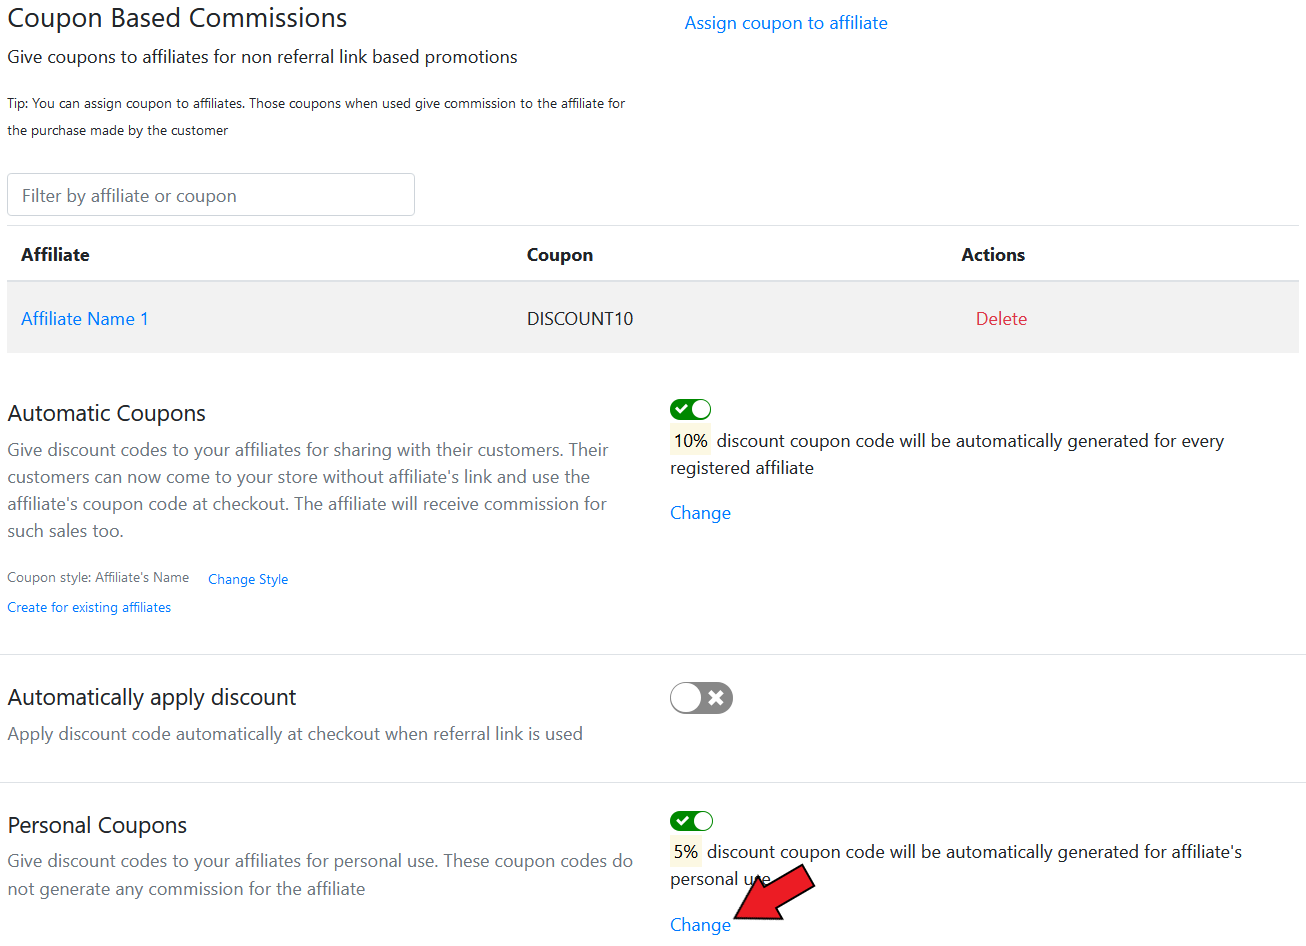 Coupon Based Commissions
Assign coupon to affiliate
Give coupons to affiliates for non referral link based promotions
Tip: You can assign coupon to affiliates. Those coupons when used give commission to the affiliate for
the purchase made by the customer
Filter by affiliate or coupon
Affiliate Coupon Actions
Affiliate Name 1 DISCOUNT10 Delete
Automatic Coupons
Give discount codes to your affiliates for sharing with their customers. Their
customers can now come to your store without affiliate's link and use the
affiliate's coupon code at checkout. The affiliate will receive commission for
such sales too.
Coupon style: Affiliate's Name Change Style
Create for existing affiliates
10% discount coupon code will be automatically generated for every
registered affiliate
Change
Automatically apply discount
Apply discount code automatically at checkout when referral link is used
Personal Coupons
Give discount codes to your affiliates for personal use. These coupon codes do
not generate any commission for the affiliate
5% discount coupon code will be automatically generated for affiliate's
personal use
Change